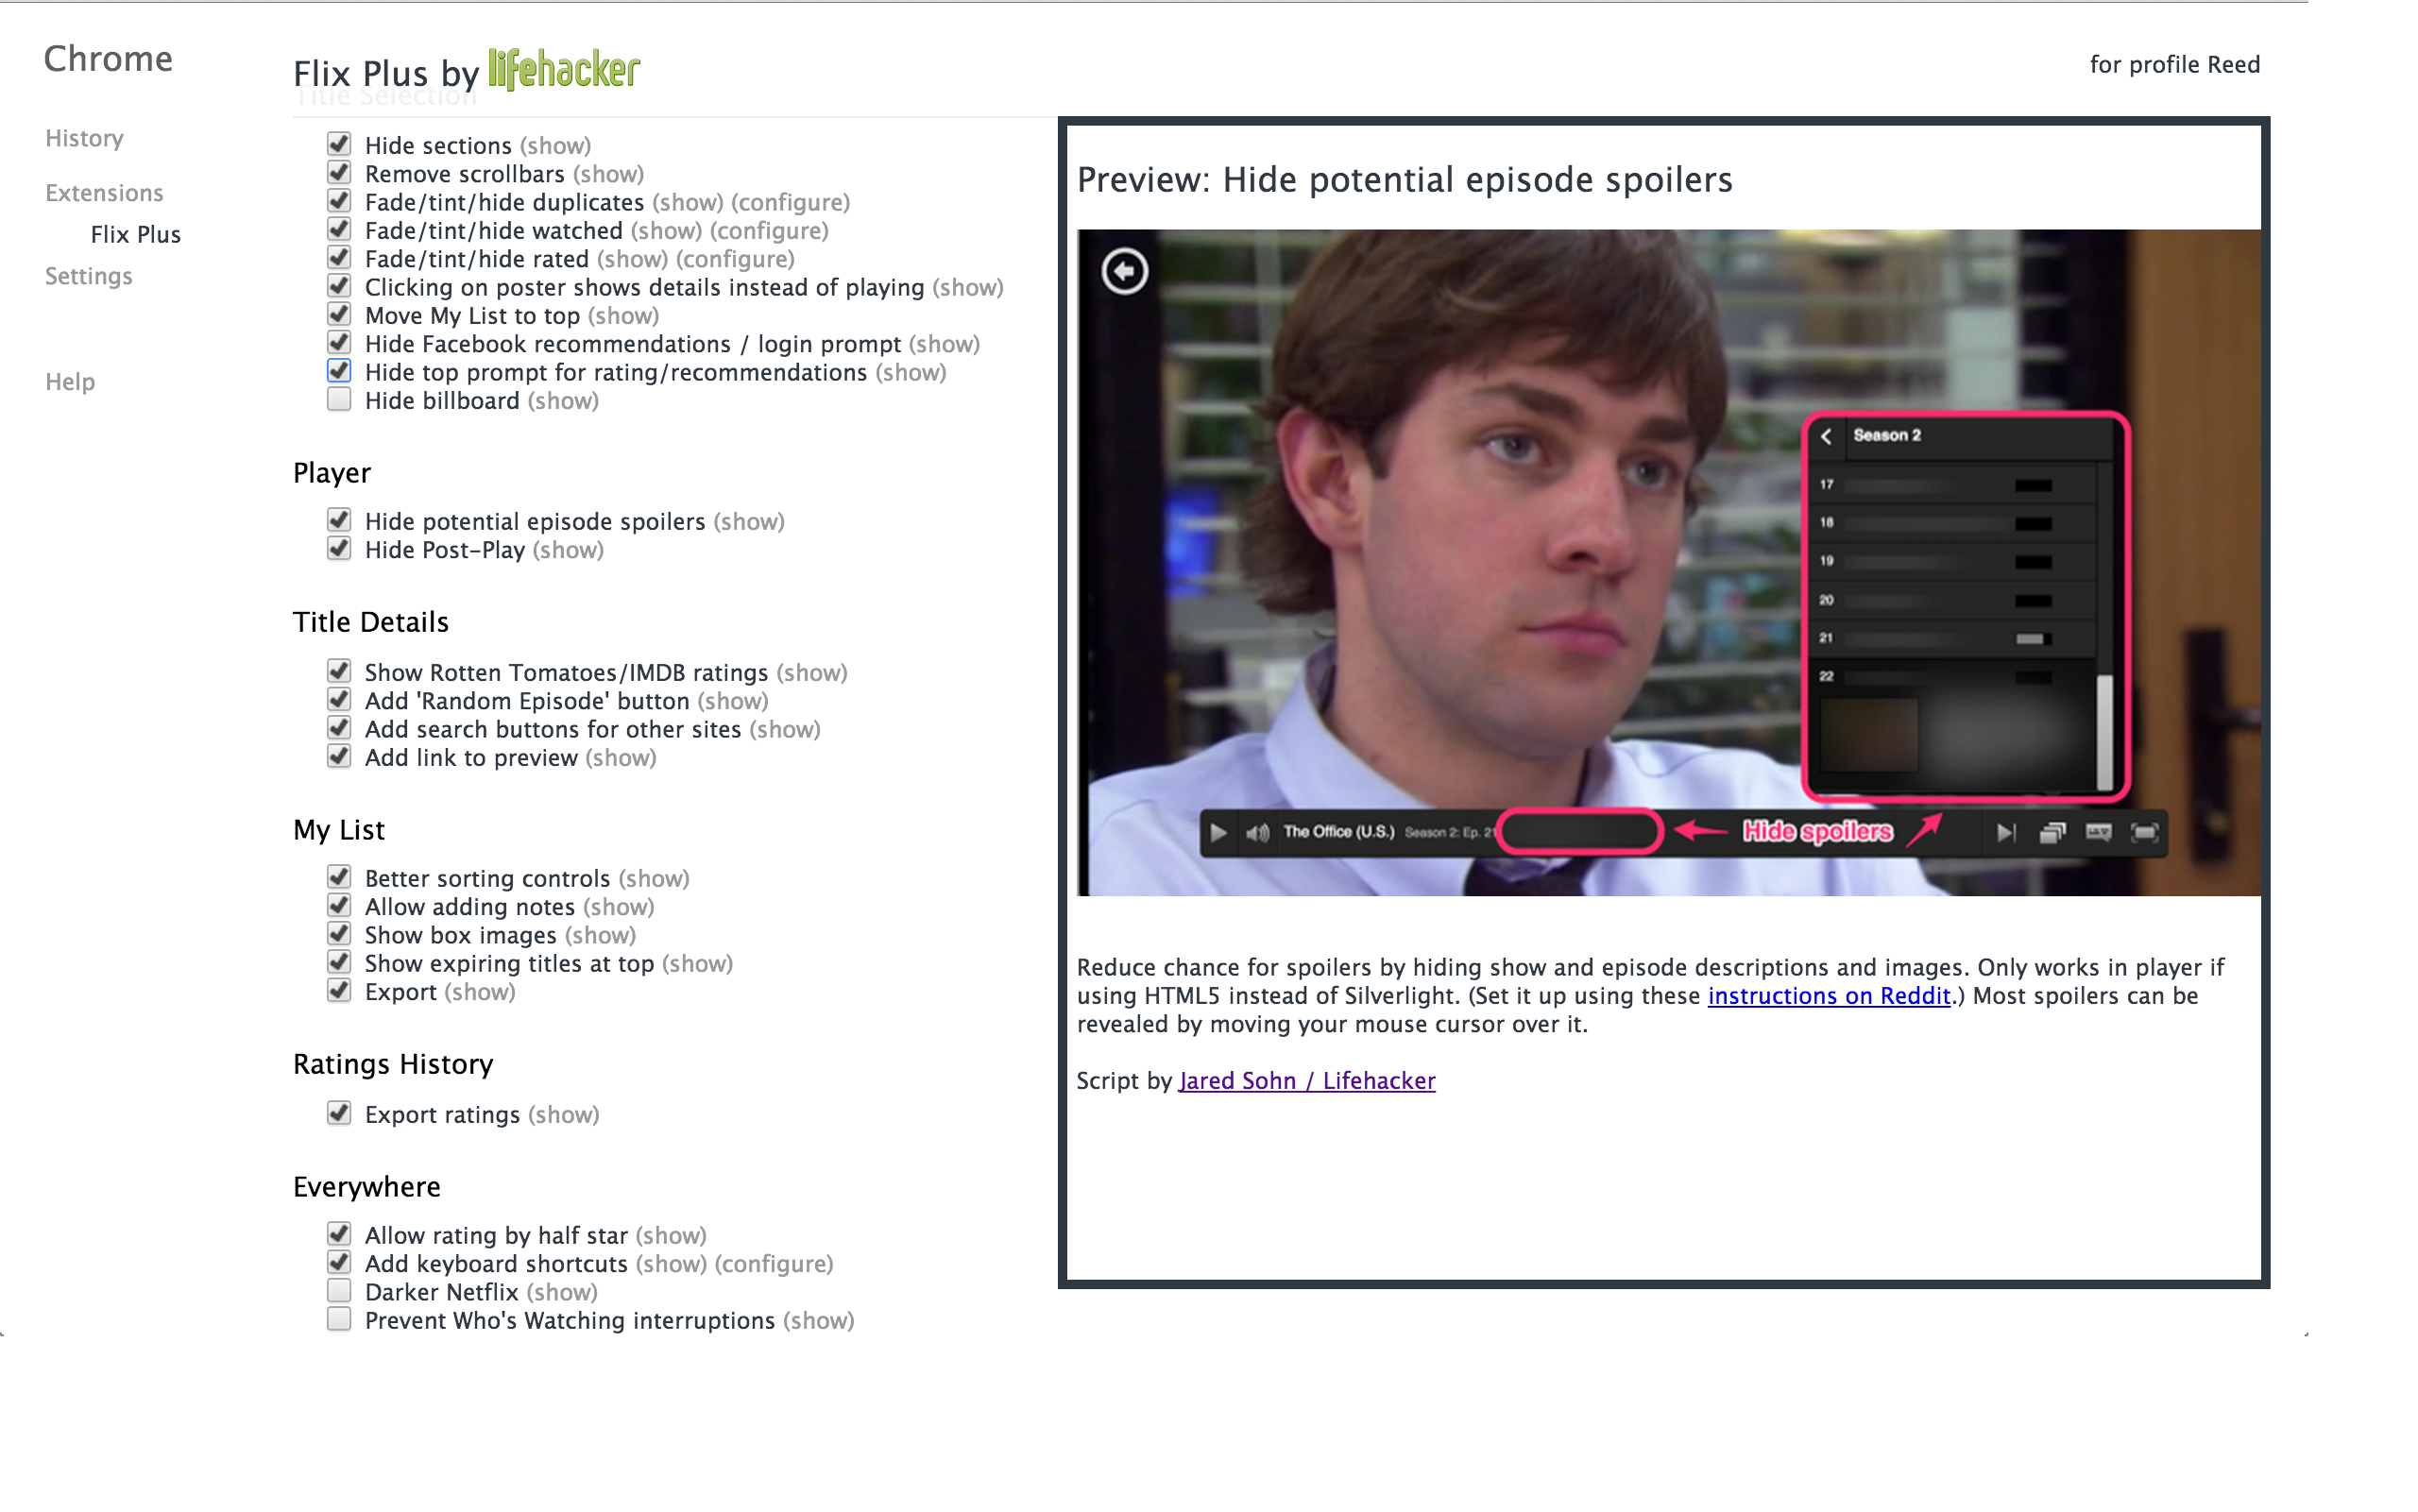 Chrome
Flix Plus by lifehacker
for profile Reed
Title Selection
History
Extensions
Flix Plus
Settings
Help
Hide sections (show)
Remove scrollbars (show)
Fade/tint/hide duplicates (show) (configure)
Fade/tint/hide watched (show) (configure)
Fade/tint/hide rated (show) (configure)
Clicking on poster shows details instead of playing (show)
Move My List to top (show)
Hide Facebook recommendations / login prompt (show)
Hide top prompt for rating/recommendations (show)
Hide billboard (show)
Player
Hide potential episode spoilers (show)
Hide Post-Play (show)
Title Details
Show Rotten Tomatoes/IMDB ratings (show)
Add 'Random Episode' button (show)
Add search buttons for other sites (show)
Add link to preview (show)
My List
Better sorting controls (show)
Allow adding notes (show)
Show box images (show)
Show expiring titles at top (show)
Export (show)
Ratings History
Export ratings (show)
Everywhere
Allow rating by half star (show)
Add keyboard shortcuts (show) (configure)
Darker Netflix (show)
Prevent Who's Watching interruptions (show)
Preview: Hide potential episode spoilers
Season 2
17
18
19
20
21
22
The Office (U.S.) Season 2: Ep. 21
Hide spoilers
Reduce chance for spoilers by hiding show and episode descriptions and images. Only works in player if
using HTML5 instead of Silverlight. (Set it up using these instructions on Reddit.) Most spoilers can be
revealed by moving your mouse cursor over it.
Script by Jared Sohn / Lifehacker